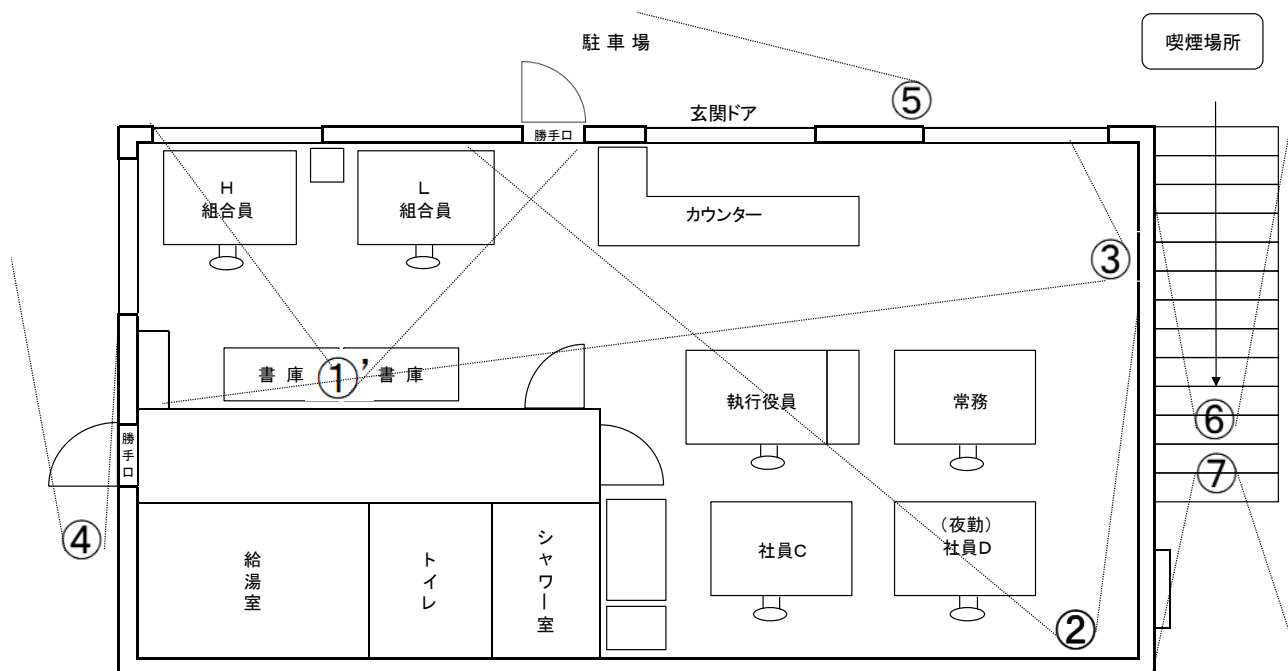 駐車場
喫煙場所
⑤
玄関ドア
勝手口
H
組合員
L
組合員
カウンター
③
書庫
①’
書庫
執行役員
常務
⑥
勝手口
⑦
④
給湯室
トイレ
シャワー室
社員C
(夜勤)
社員D
②